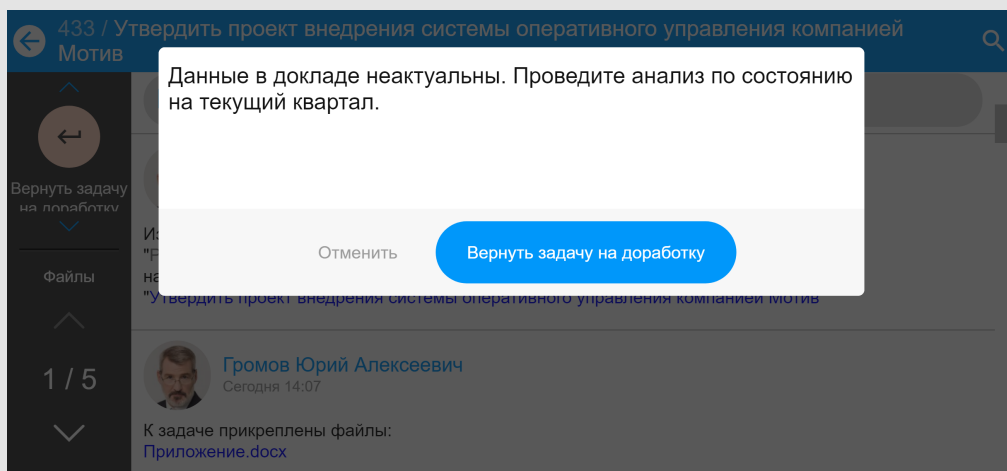 433 / Утвердить проект внедрения системы оперативного управления компанией
Мотив
Данные в докладе неактуальны. Проведите анализ по состоянию
на текущий квартал.
Вернуть задачу
на доработку
Отменить
Вернуть задачу на доработку
Файлы
"Утвердить проект внедрения системы оперативного управления компанией Мотив"
1 / 5
Громов Юрий Алексеевич
Сегодня 14:07
К задаче прикреплены файлы:
Приложение.docx